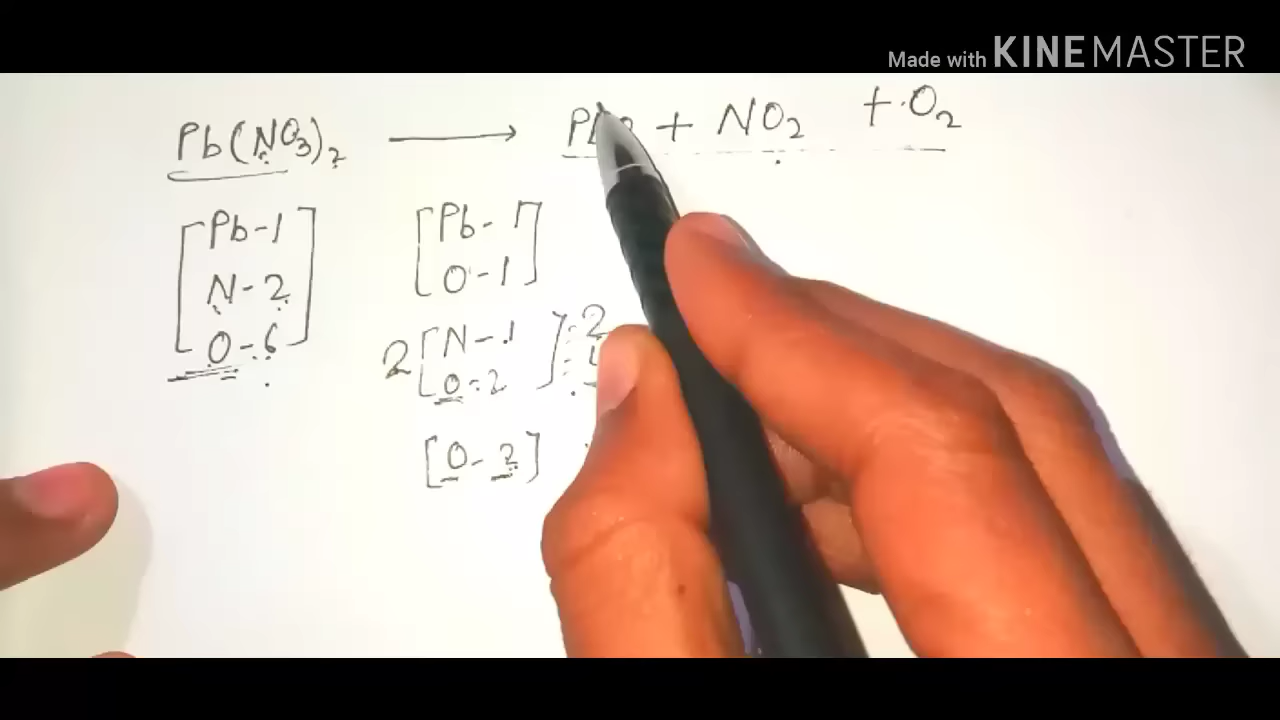 Made with KINEMASTER
Pb(NO₃)₂ ⟶ + NO₂ + O₂
[Pb-1 [Pb-1
N-2 O-1]
O-6] 2[N-1 ] = 2
O-2
[O-2]